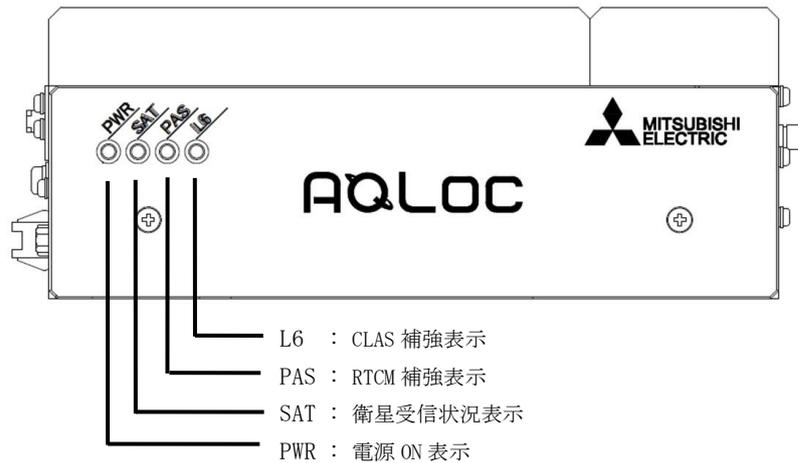 PWR
SAT
PAS
L6
MITSUBISHI
ELECTRIC
AQLOC
L6 : CLAS 補強表示
PAS : RTCM 補強表示
SAT : 衛星受信状況表示
PWR : 電源 ON 表示